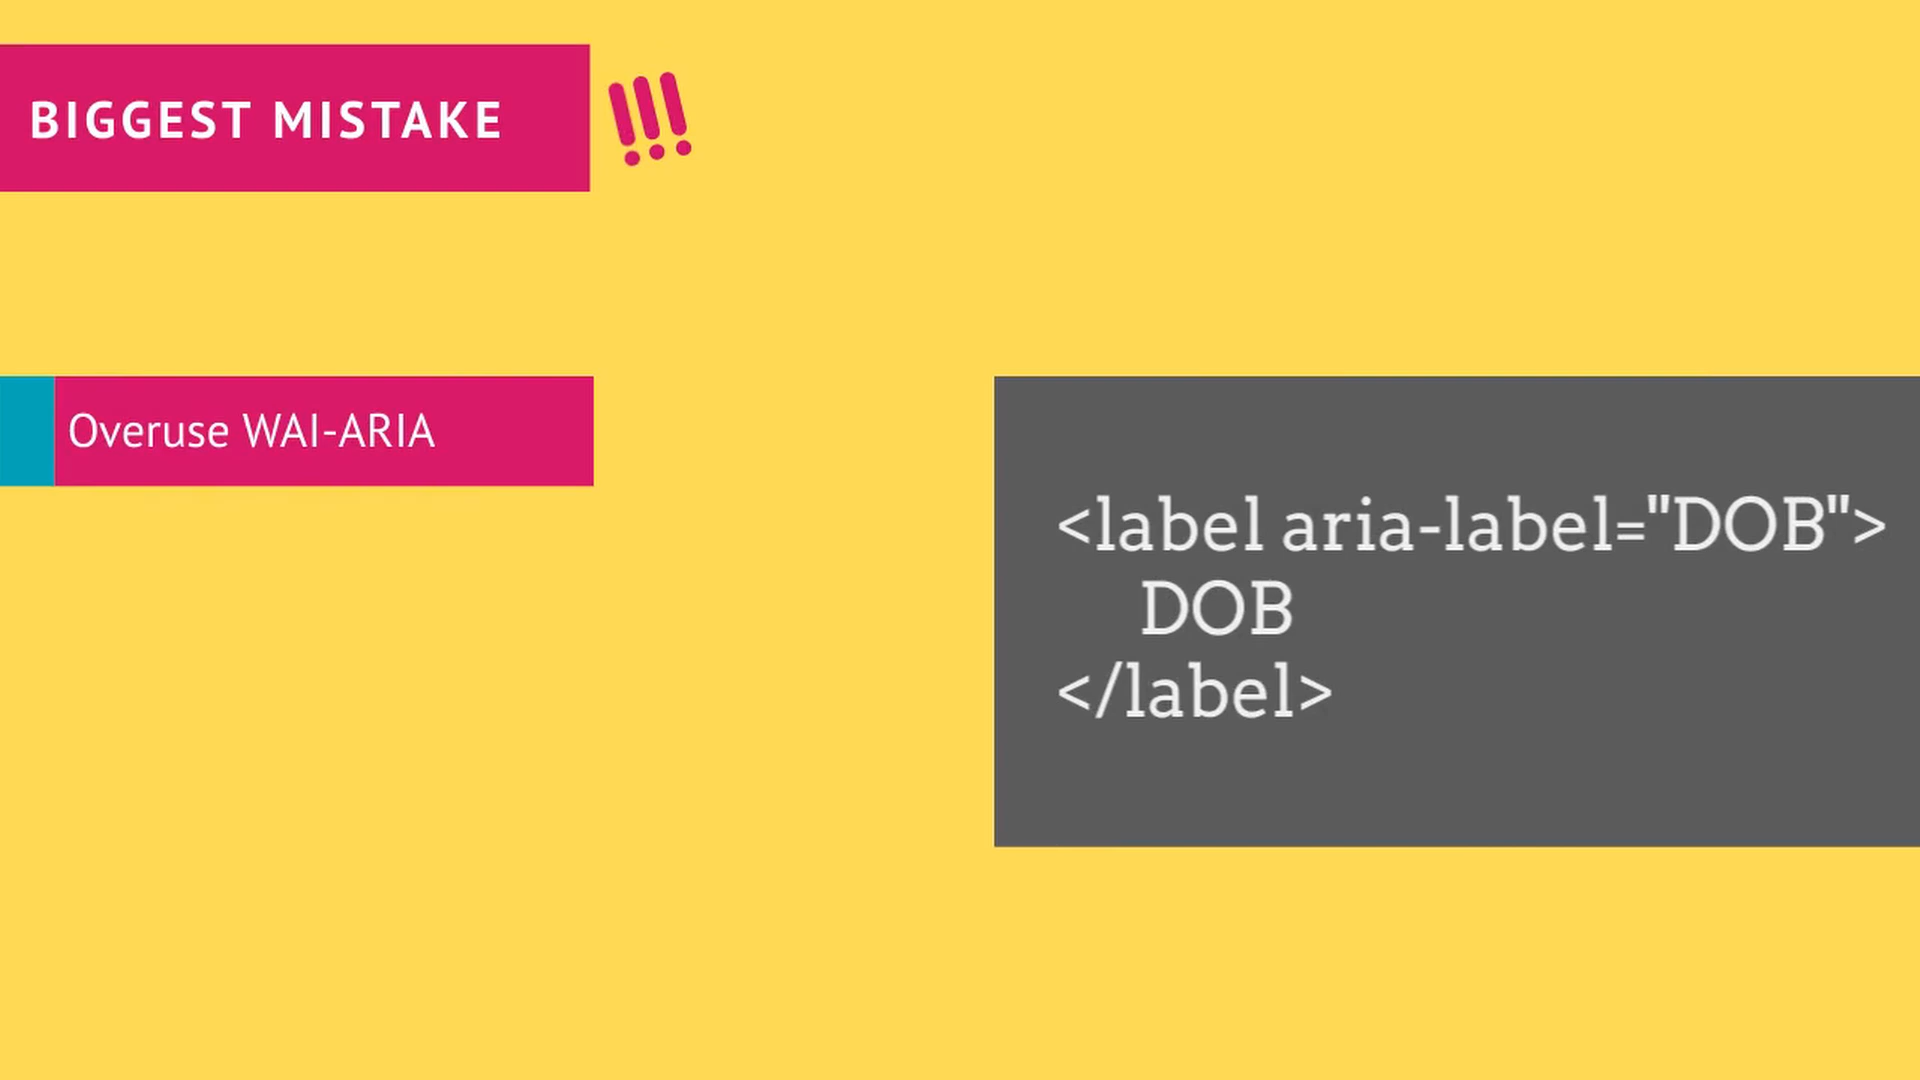 BIGGEST MISTAKE
!!!
Overuse WAI-ARIA
<label aria-label="DOB">
DOB
</label>